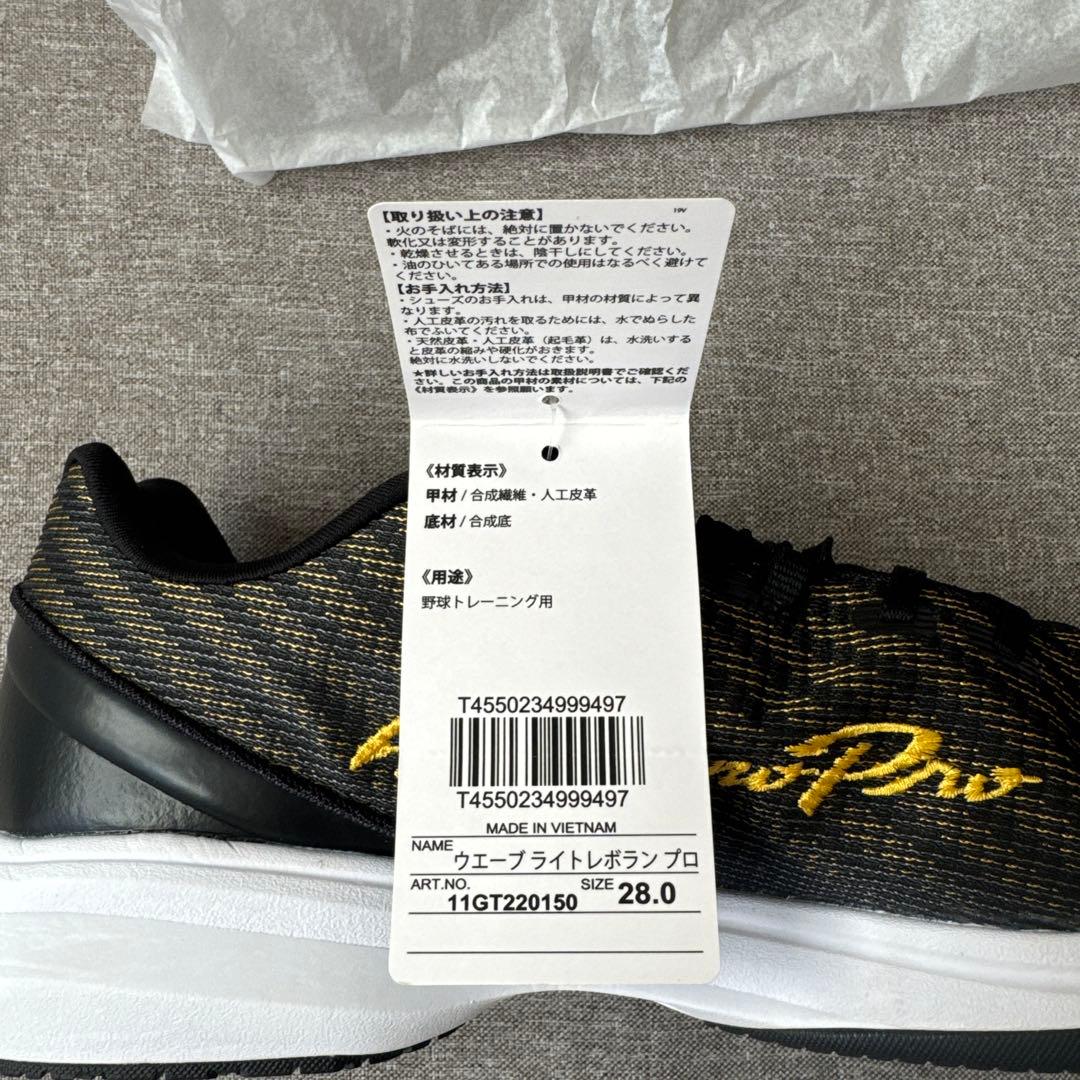 【取り扱い上の注意】
19V
・火のそばには、絶対に置かないでください。
軟化又は変形することがあります。
・乾燥させるときは、陰干しにしてください。
・油のひいてある場所での使用はなるべく避けて
ください。
【お手入れ方法】
・シューズのお手入れは、甲材の材質によって異
なります。
・人工皮革の汚れを取るためには、水でぬらした
布でふいてください。
・天然皮革・人工皮革（起毛革）は、水洗いする
と皮革の縮みや硬化がおきます。
絶対に水洗いしないでください。
★詳しいお手入れ方法は取扱説明書でご確認くだ
さい。この商品の甲材の素材については、下記の
《材質表示》を参照願います。
《材質表示》
甲材 / 合成繊維・人工皮革
底材 / 合成底
《用途》
野球トレーニング用
T4550234999497
T4550234999497
MADE IN VIETNAM
NAME ウエーブ ライトレボラン プロ
ART.NO. 11GT220150 SIZE 28.0
Pro